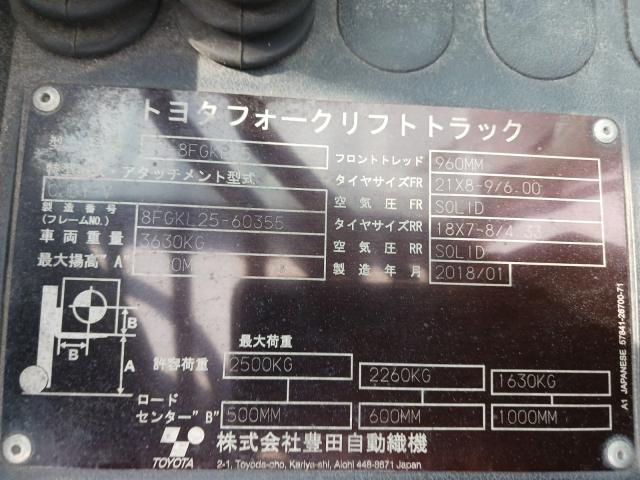 トヨタフォークリフトトラック
8FGK
フロントトレッド 960MM
アタッチメント型式
タイヤサイズFR 21X8-9/6.00
空気圧 FR SOLID
製造番号
(フレームNO.) 8FGKL25-60355
タイヤサイズRR 18X7-8/4.33
車両重量 3630KG
空気圧 RR SOLID
最大揚高"A"
製造年月 2018/01
B
B
A
最大荷重
許容荷重 2500KG 2260KG 1630KG
ロード
センター"B" 500MM 600MM 1000MM
TOYOTA
株式会社豊田自動織機
2-1, Toyoda-cho, Kariya-shi, Aichi 448-8671 Japan
A1 JAPANESE 57841-26700-71